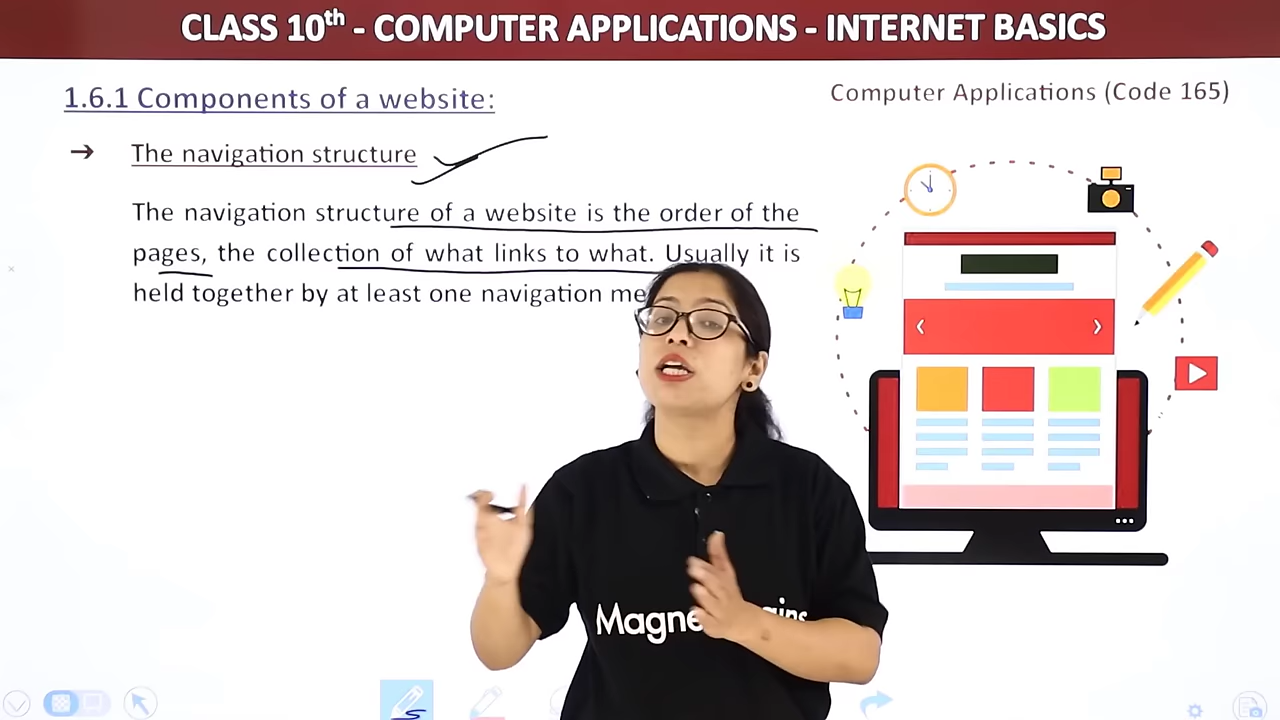 CLASS 10th - COMPUTER APPLICATIONS - INTERNET BASICS
1.6.1 Components of a website:
Computer Applications (Code 165)
→ The navigation structure
The navigation structure of a website is the order of the
pages, the collection of what links to what. Usually it is
held together by at least one navigation